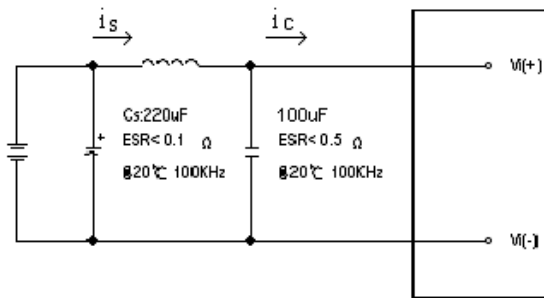 is
ic
Vi(+)
Cs:220uF
ESR< 0.1 Ω
@20℃ 100KHz
100uF
ESR< 0.5 Ω
@20℃ 100KHz
Vi(-)
+